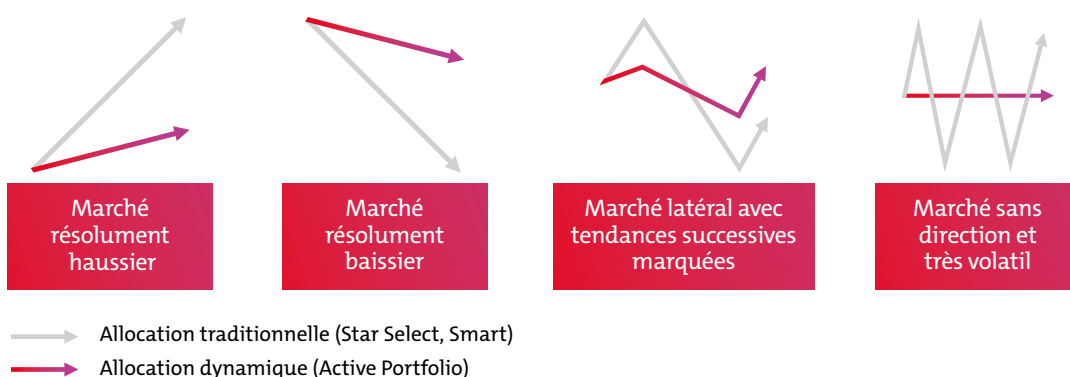 Marché
résolument
haussier
Marché
résolument
baissier
Marché latéral avec
tendances successives
marquées
Marché sans
direction et
très volatil
Allocation traditionnelle (Star Select, Smart)
Allocation dynamique (Active Portfolio)